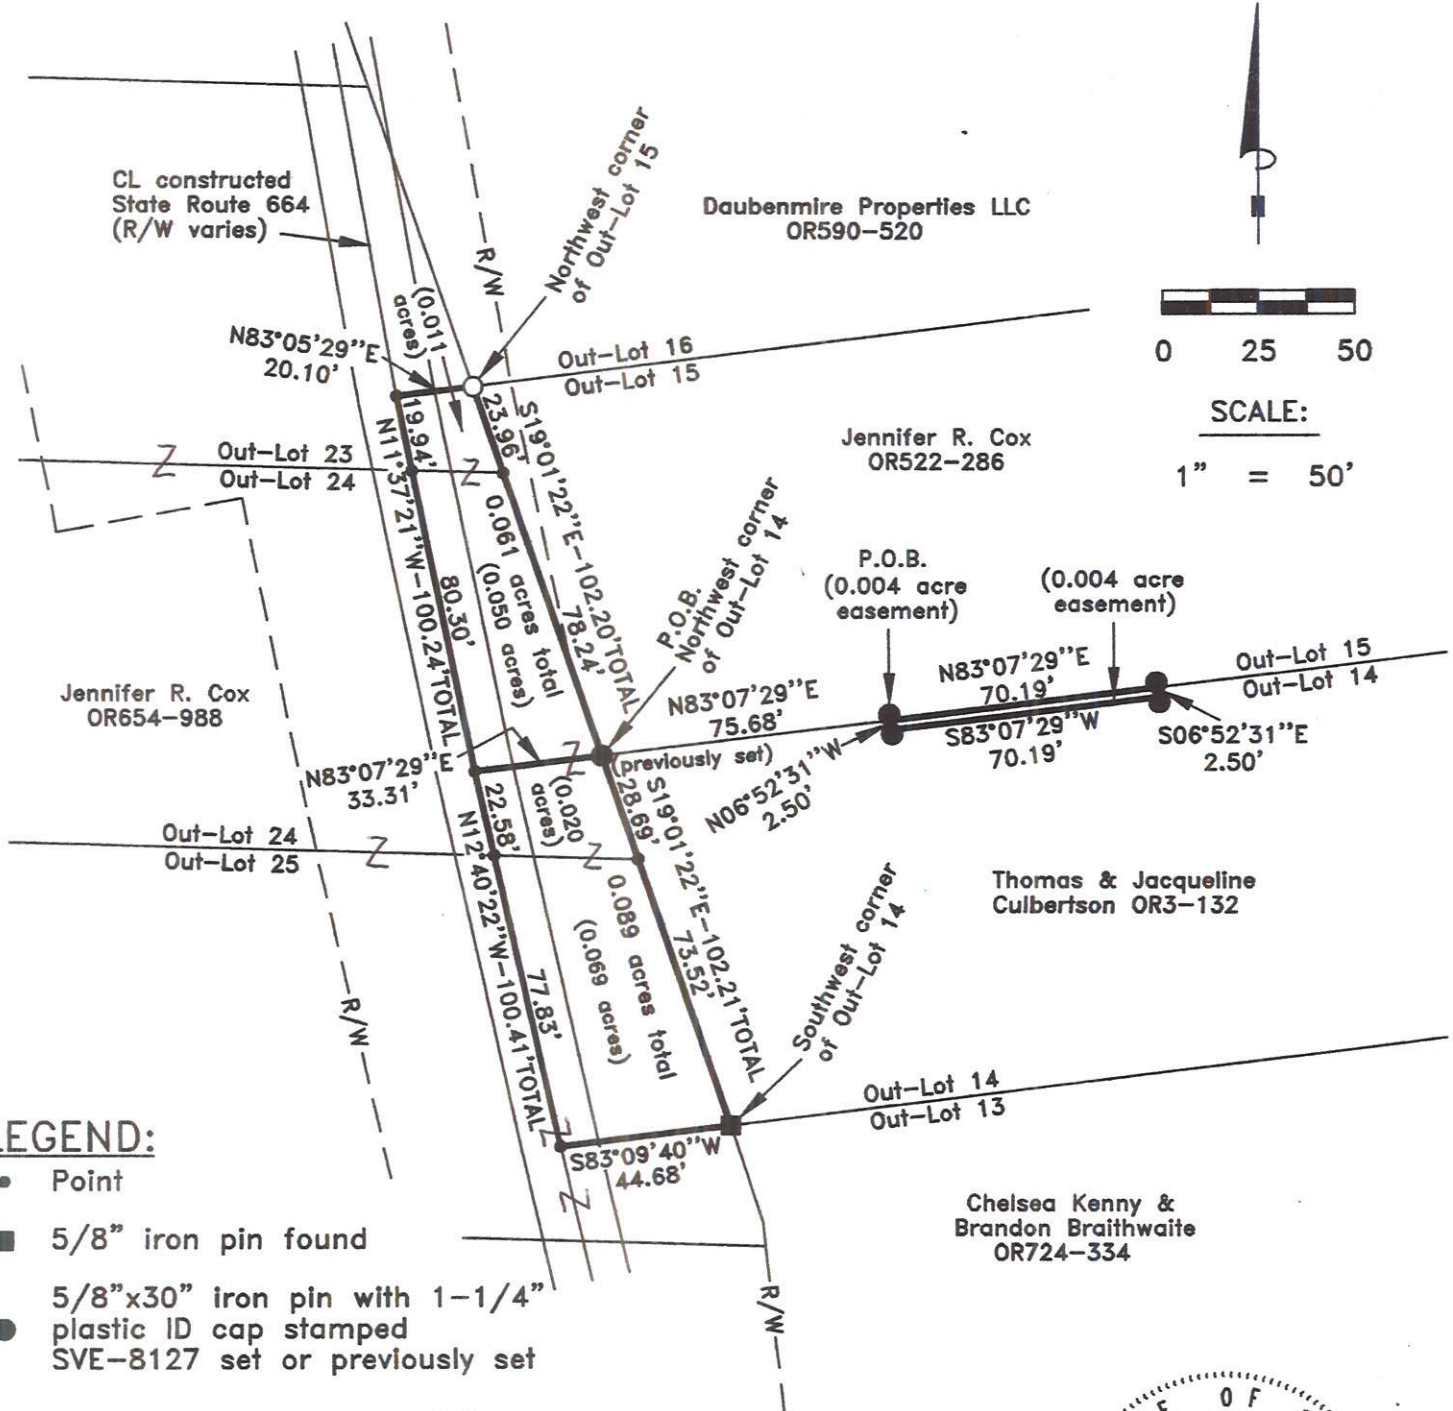 CL constructed
State Route 664
(R/W varies)
R/W
Northwest corner
of Out-Lot 15
Daubenmire Properties LLC
OR590-520
0 25 50
SCALE:
1" = 50'
(0.011
acres)
N83°05'29"E
20.10'
Out-Lot 16
Out-Lot 15
19.94'
23.96'
S19°01'22"E-102.20'TOTAL
N11°37'21"W-100.24'TOTAL
Out-Lot 23
Out-Lot 24
Z
Z
Jennifer R. Cox
OR522-286
0.061 acres total
(0.050 acres)
80.30'
78.24'
P.O.B.
Northwest corner
of Out-Lot 14
P.O.B.
(0.004 acre
easement)
(0.004 acre
easement)
Jennifer R. Cox
OR654-988
N83°07'29"E
75.68'
(previously set)
N83°07'29"E
70.19'
S83°07'29"W
70.19'
Out-Lot 15
Out-Lot 14
S06°52'31"E
2.50'
N06°52'31"W
2.50'
N83°07'29"E
33.31'
Z
(0.020
acres)
22.58'
28.69'
S19°01'22"E-102.21'TOTAL
N12°40'22"W-100.41'TOTAL
Out-Lot 24
Out-Lot 25
Z
Z
0.089 acres total
(0.069 acres)
77.83'
73.52'
Thomas & Jacqueline
Culbertson OR3-132
Southwest corner
of Out-Lot 14
R/W
Out-Lot 14
Out-Lot 13
Z
S83°09'40"W
44.68'
Z
Chelsea Kenny &
Brandon Braithwaite
OR724-334
R/W
LEGEND:
Point
5/8" iron pin found
5/8"x30" iron pin with 1-1/4"
plastic ID cap stamped
SVE-8127 set or previously set
E OF